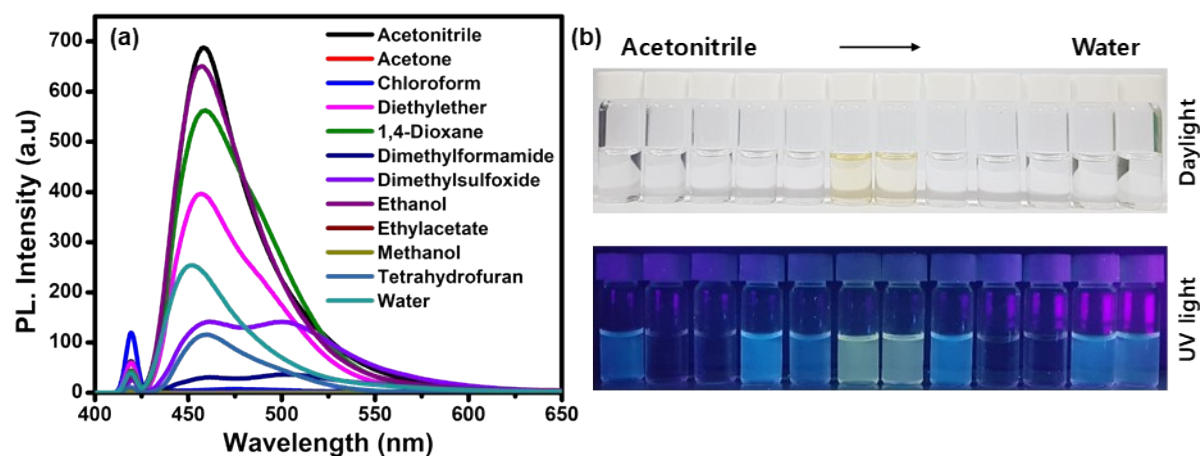 (a)
PL. Intensity (a.u)
700
600
500
400
300
200
100
0
400
450
500
550
600
650
Wavelength (nm)
Acetonitrile
Acetone
Chloroform
Diethylether
1,4-Dioxane
Dimethylformamide
Dimethylsulfoxide
Ethanol
Ethylacetate
Methanol
Tetrahydrofuran
Water
(b)
Acetonitrile
Water
Daylight
UV light